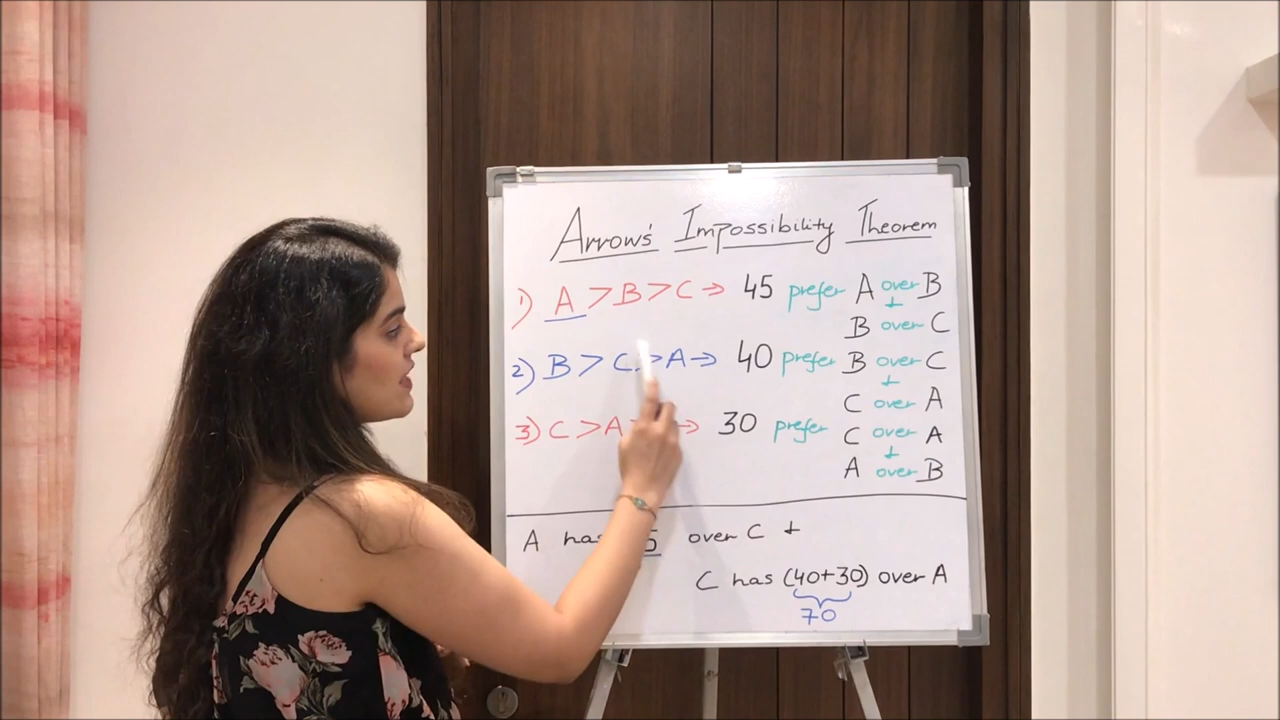 Arrow's Impossibility Theorem
1) A > B > C → 45 prefer A over B
+
B over C
2) B > C > A → 40 prefer B over C
+
C over A
3) C > A → 30 prefer C over A
+
A over B
A has over C +
C has (40+30) over A
70